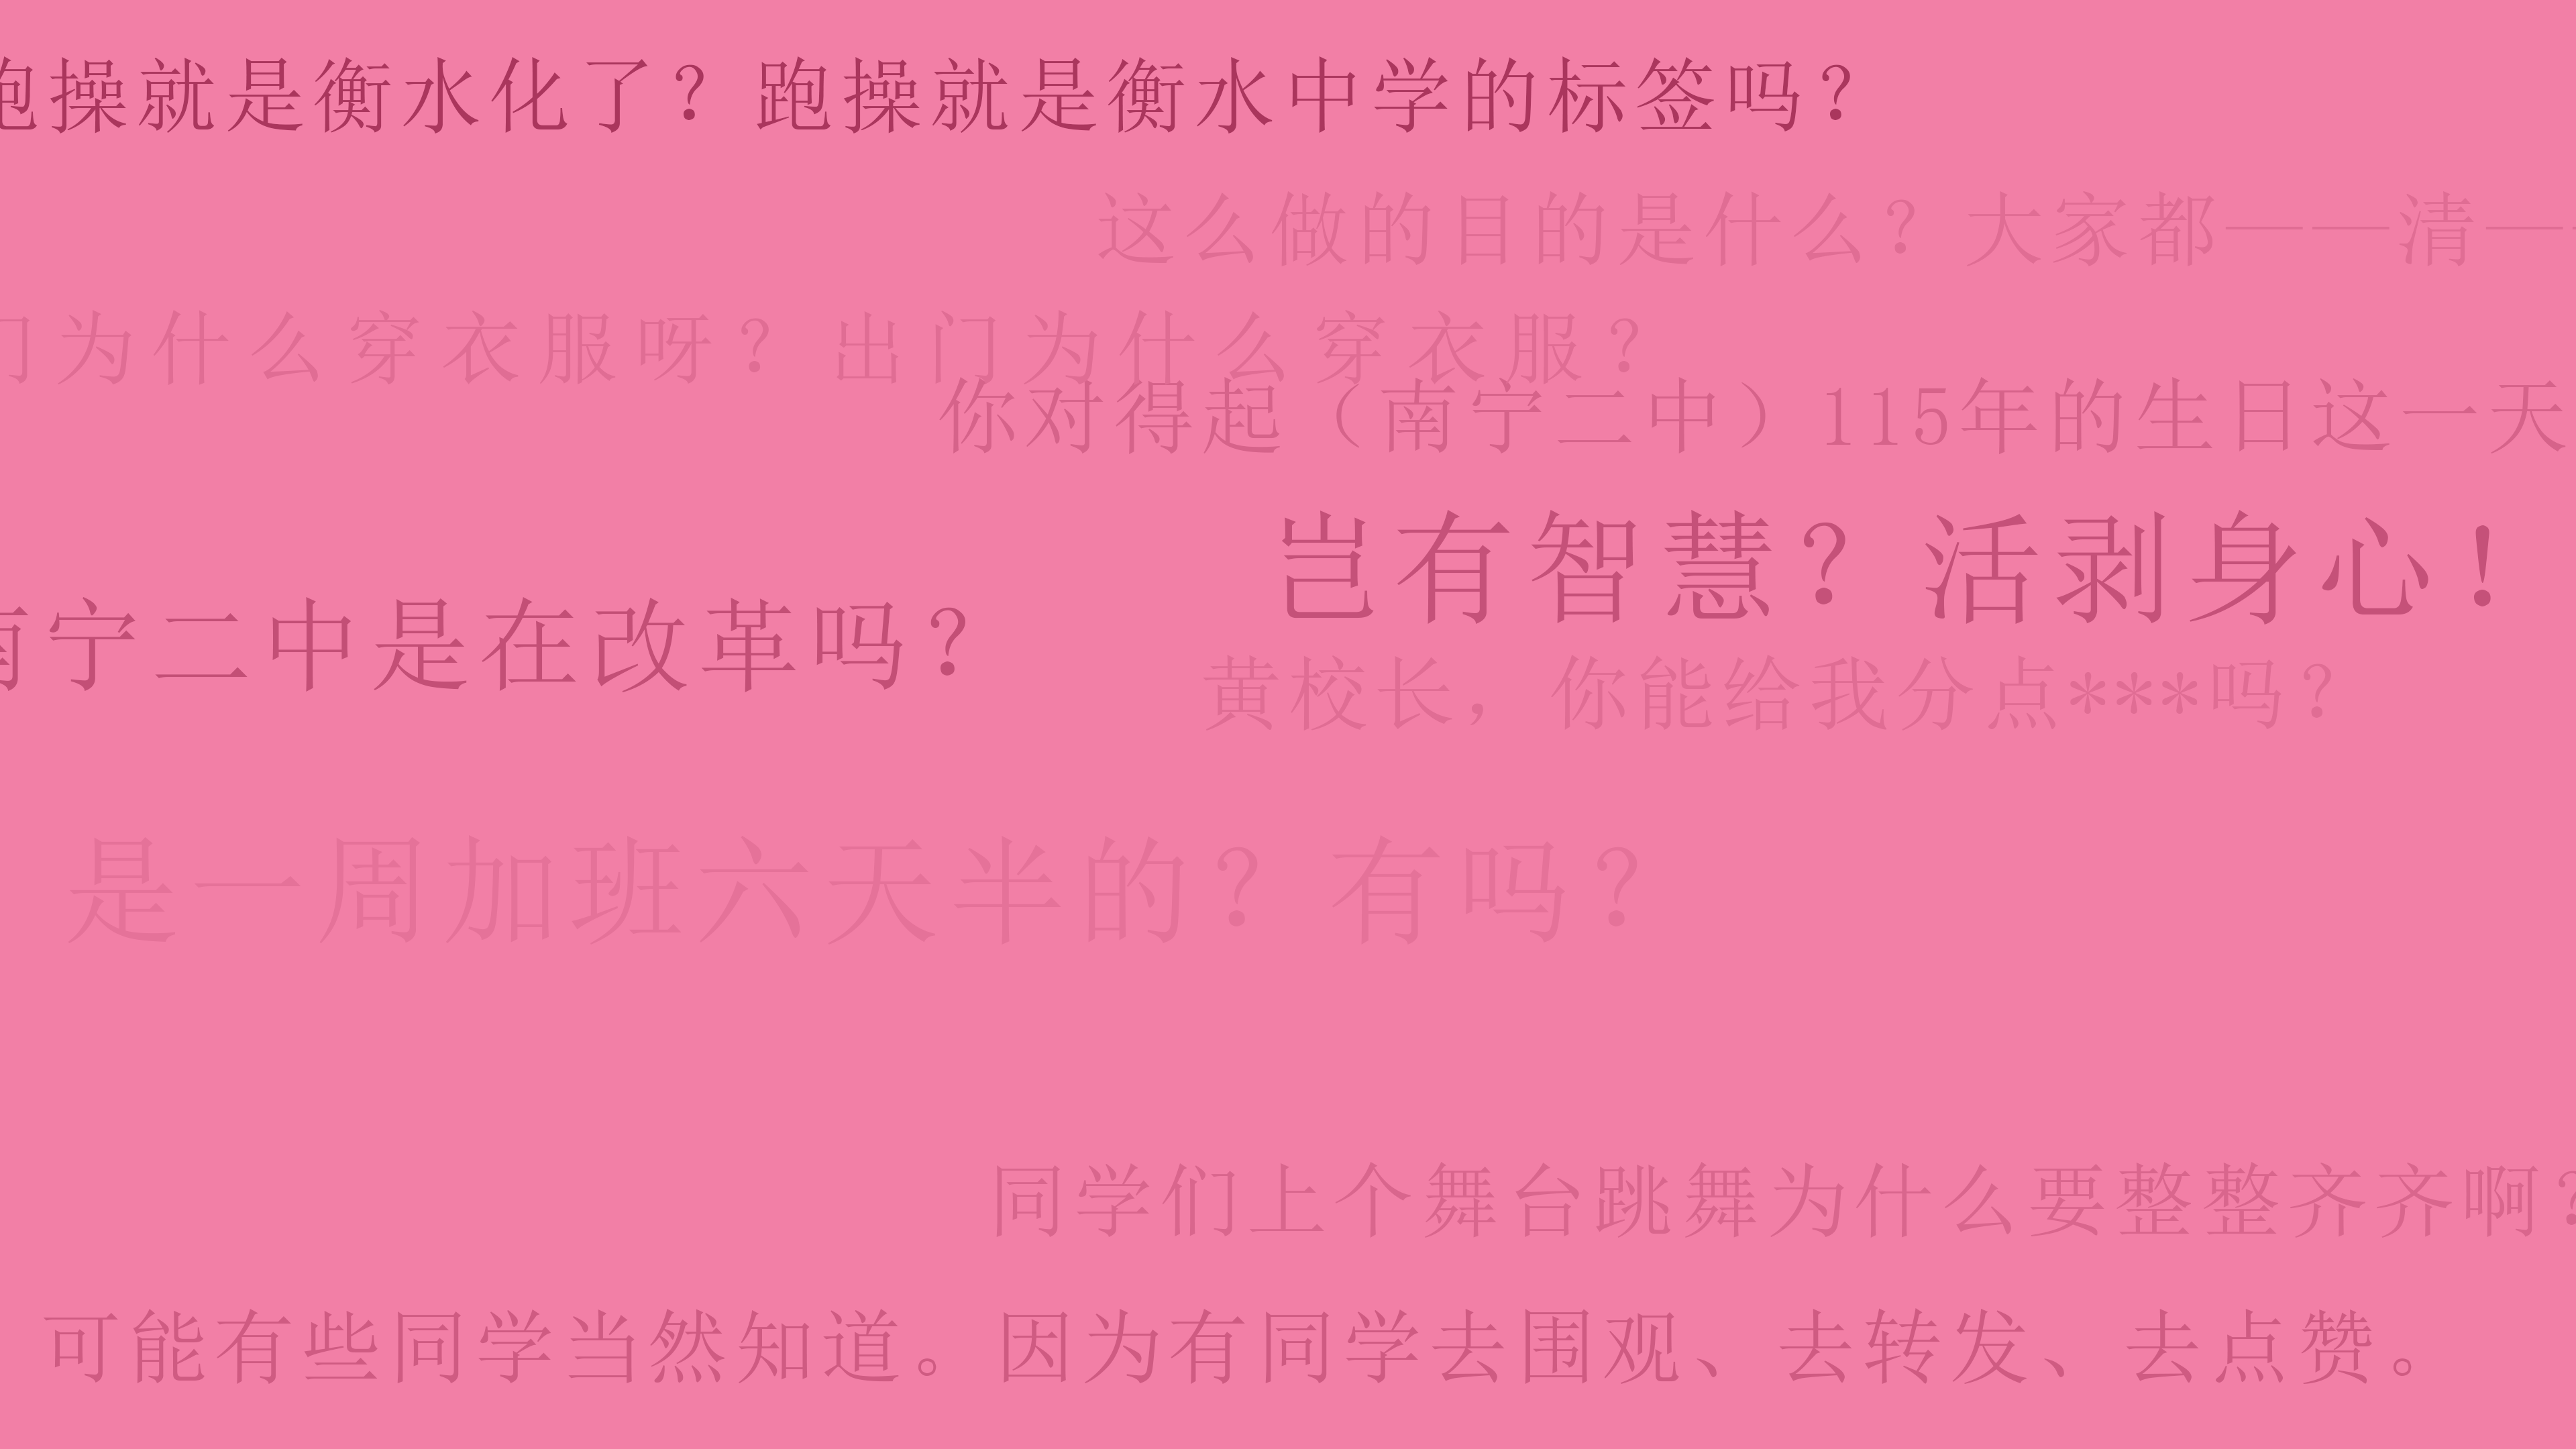 跑操就是衡水化了？跑操就是衡水中学的标签吗？
这么做的目的是什么？大家都——清—
门为什么穿衣服呀？出门为什么穿衣服？
你对得起（南宁二中）115年的生日这一天
岂有智慧？活剥身心！
南宁二中是在改革吗？
黄校长，你能给我分点***吗？
是一周加班六天半的？有吗？
同学们上个舞台跳舞为什么要整整齐齐啊？
可能有些同学当然知道。因为有同学去围观、去转发、去点赞。